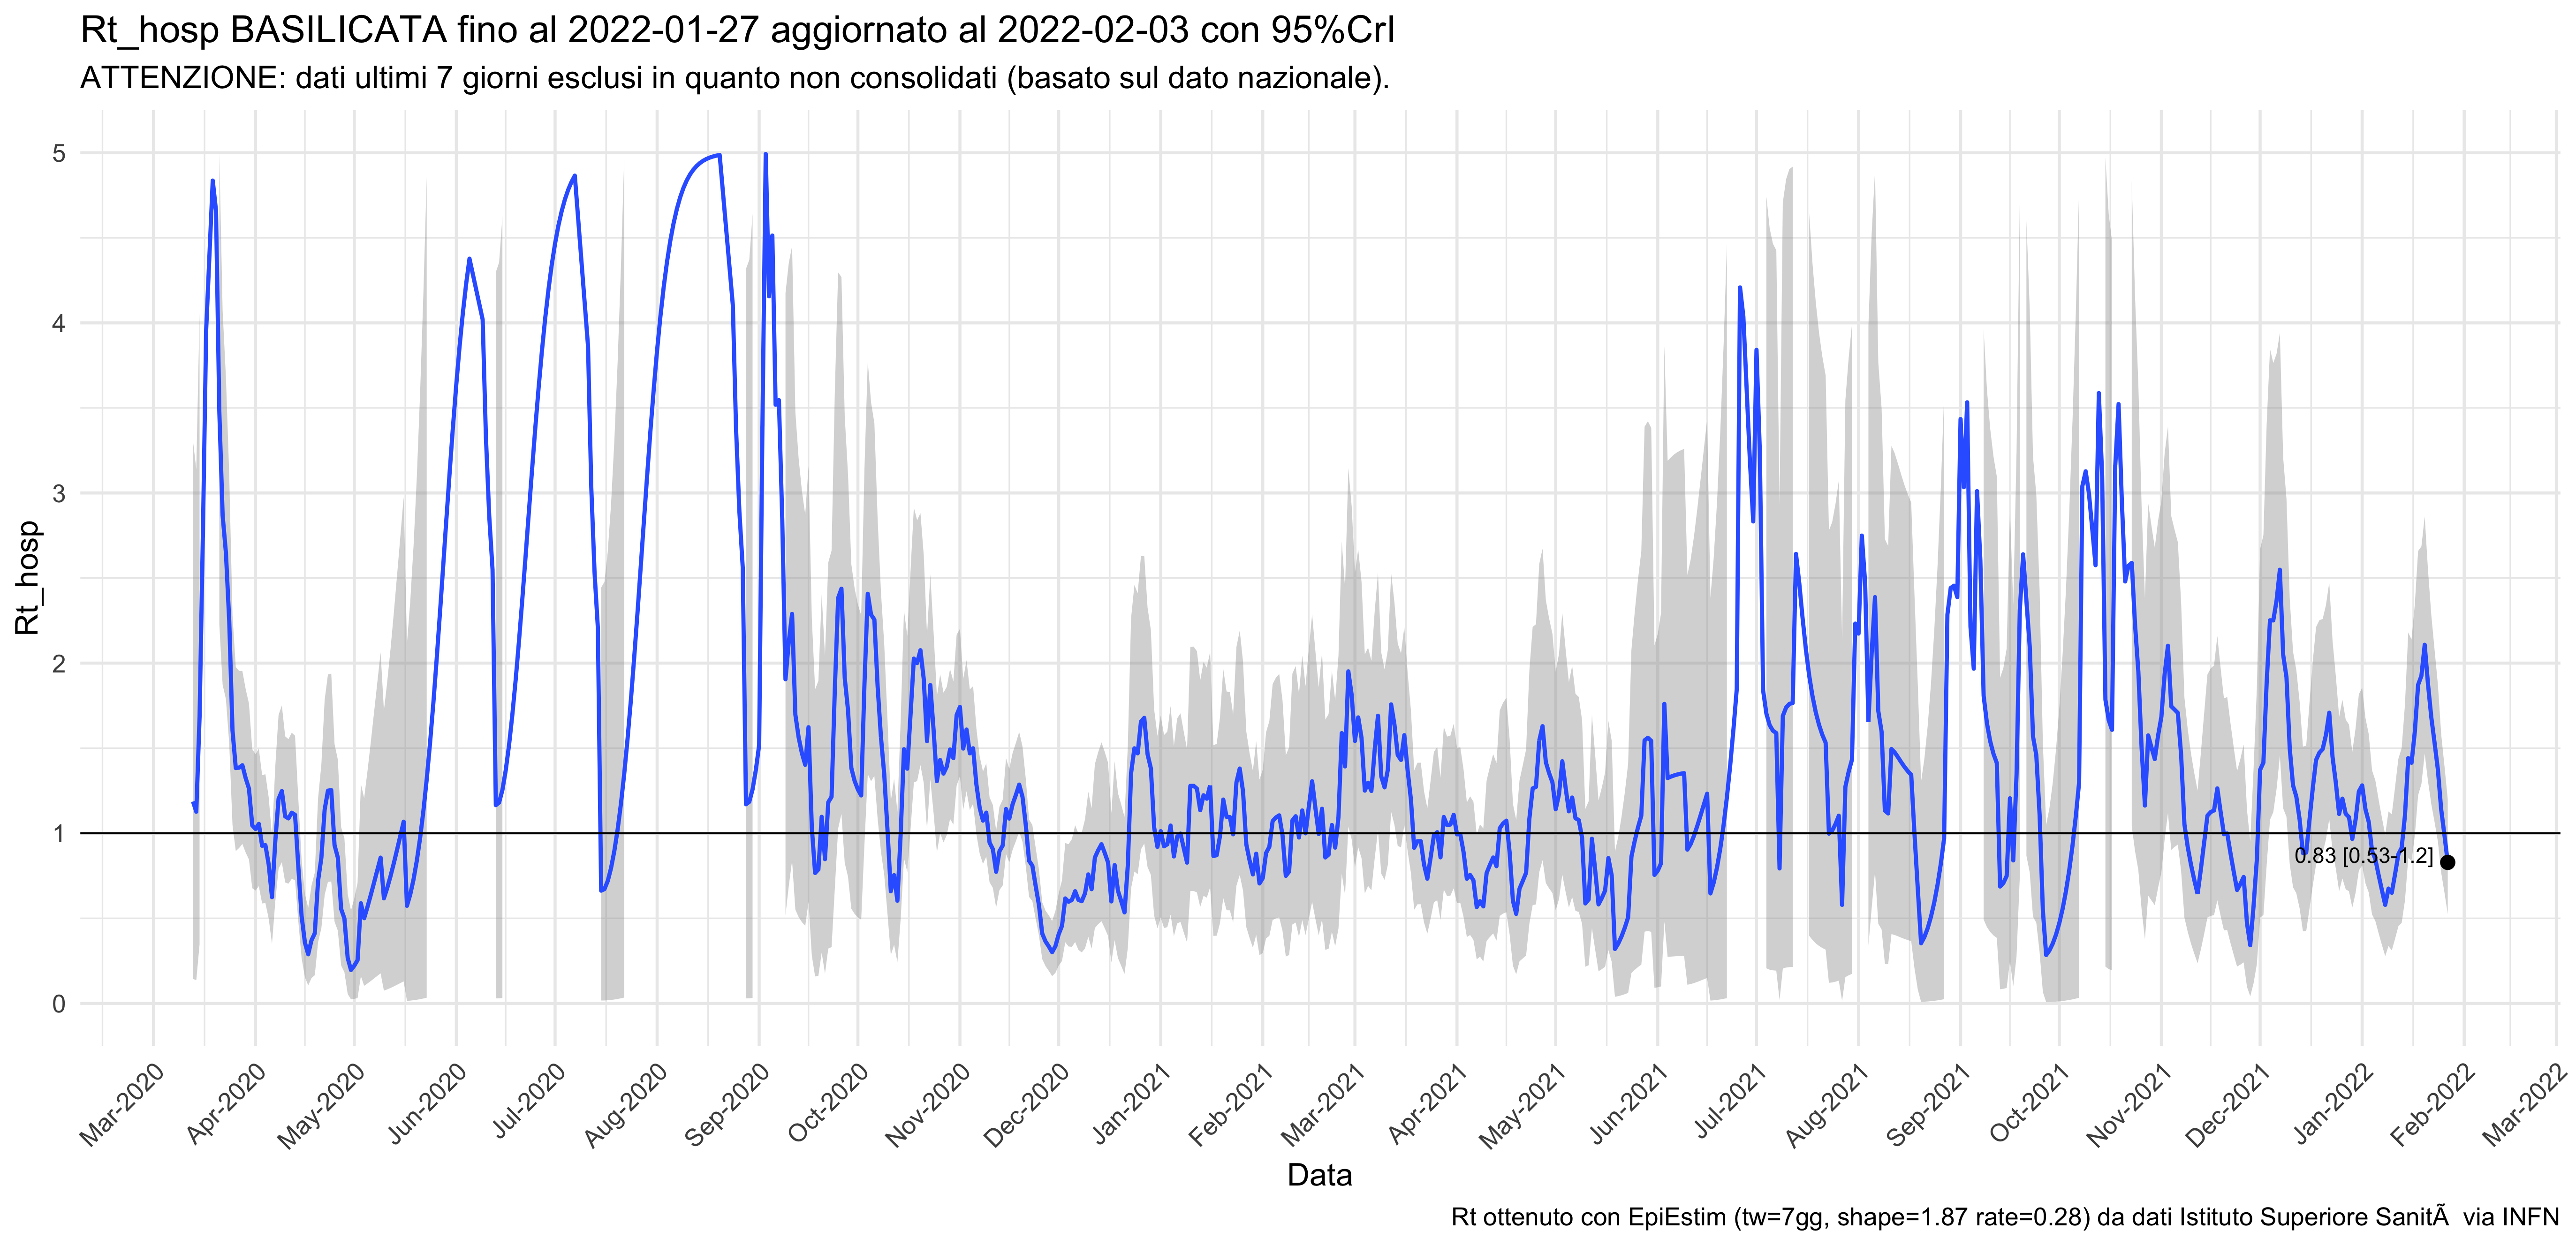 Rt_hosp BASILICATA fino al 2022-01-27 aggiornato al 2022-02-03 con 95%CrI
ATTENZIONE: dati ultimi 7 giorni esclusi in quanto non consolidati (basato sul dato nazionale).
Rt_hosp
5
4
3
2
1
0
0.83 [0.53-1.2]
Mar-2020 Apr-2020 May-2020 Jun-2020 Jul-2020 Aug-2020 Sep-2020 Oct-2020 Nov-2020 Dec-2020 Jan-2021 Feb-2021 Mar-2021 Apr-2021 May-2021 Jun-2021 Jul-2021 Aug-2021 Sep-2021 Oct-2021 Nov-2021 Dec-2021 Jan-2022 Feb-2022 Mar-2022
Data
Rt ottenuto con EpiEstim (tw=7gg, shape=1.87 rate=0.28) da dati Istituto Superiore SanitÃ  via INFN